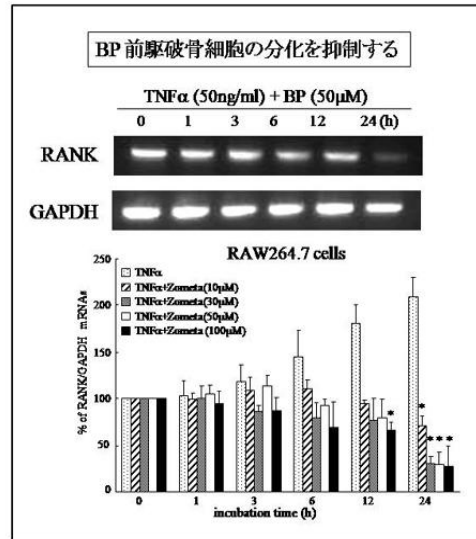 BP 前駆破骨細胞の分化を抑制する
TNFα (50ng/ml) + BP (50μM)
0 1 3 6 12 24 (h)
RANK
GAPDH
RAW264.7 cells
% of RANK/GAPDH mRNAs
250
200
150
100
50
0
TNFα
TNFα+Zometa(10μM)
TNFα+Zometa(30μM)
TNFα+Zometa(50μM)
TNFα+Zometa(100μM)
*
*
* * *
0 1 3 6 12 24
incubation time (h)